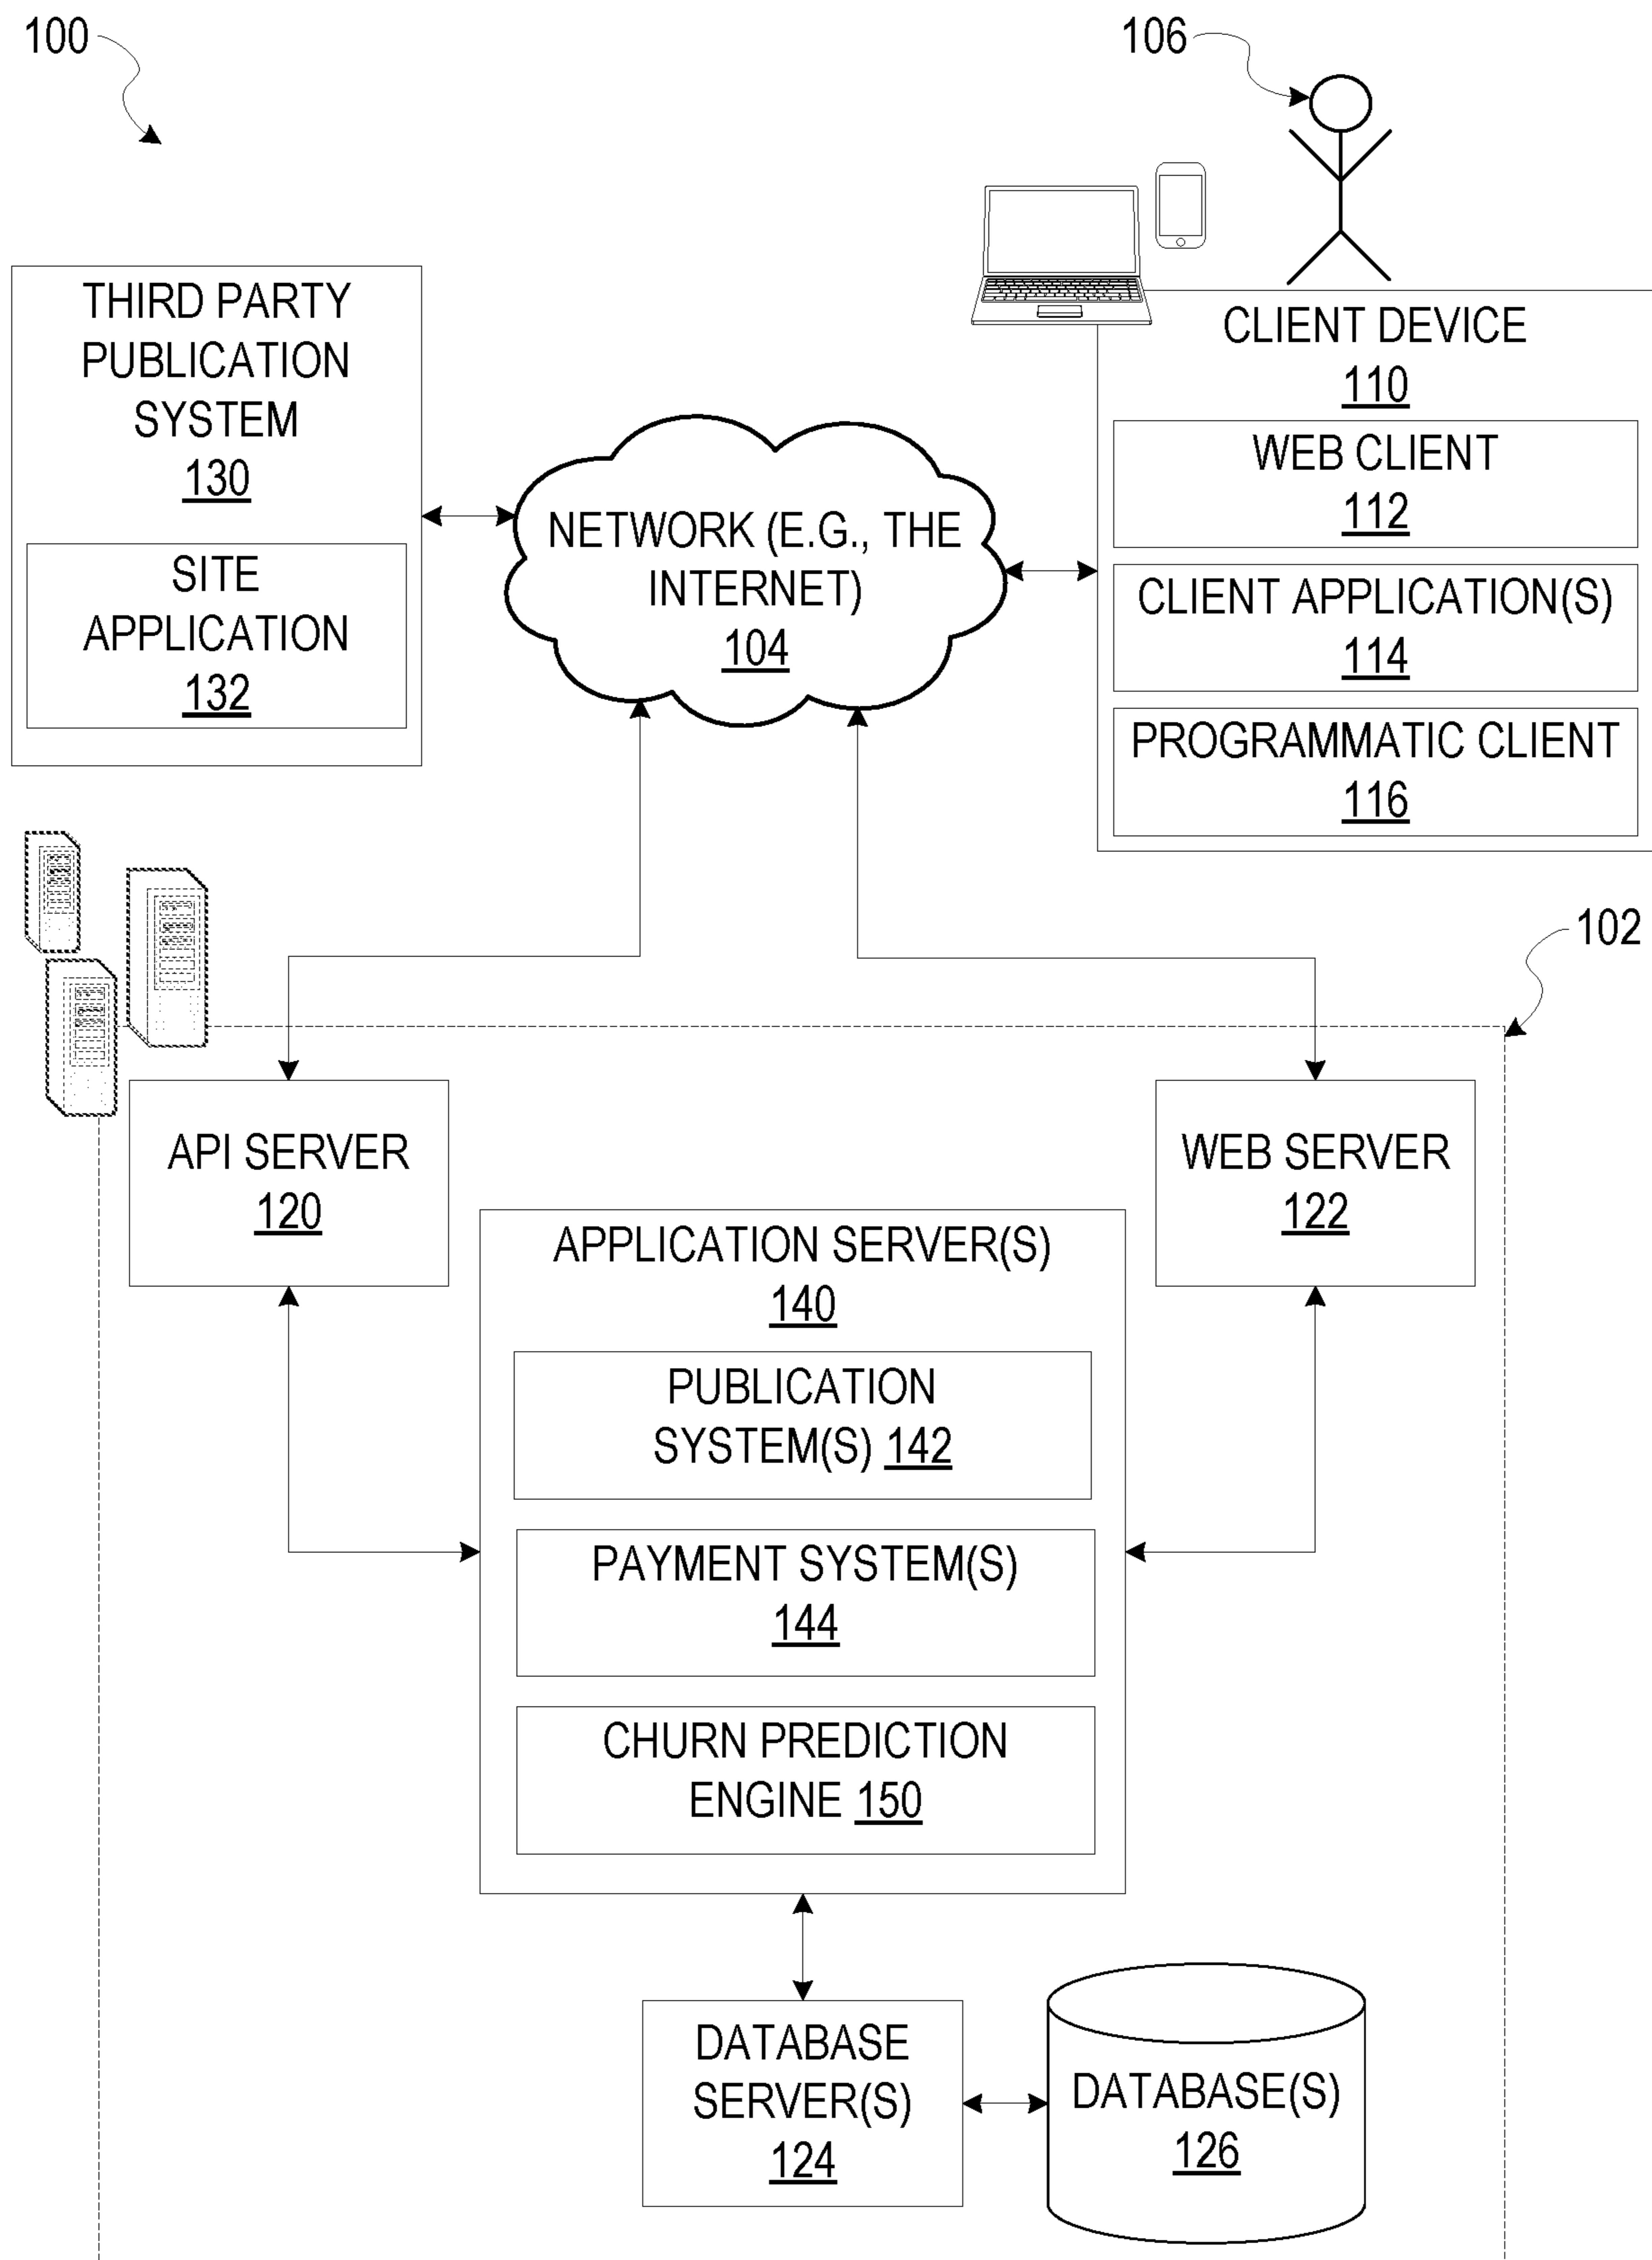 100
106
THIRD PARTY
PUBLICATION
SYSTEM
130
SITE
APPLICATION
132
NETWORK (E.G., THE
INTERNET)
104
CLIENT DEVICE
110
WEB CLIENT
112
CLIENT APPLICATION(S)
114
PROGRAMMATIC CLIENT
116
102
API SERVER
120
WEB SERVER
122
APPLICATION SERVER(S)
140
PUBLICATION
SYSTEM(S) 142
PAYMENT SYSTEM(S)
144
CHURN PREDICTION
ENGINE 150
DATABASE
SERVER(S)
124
DATABASE(S)
126